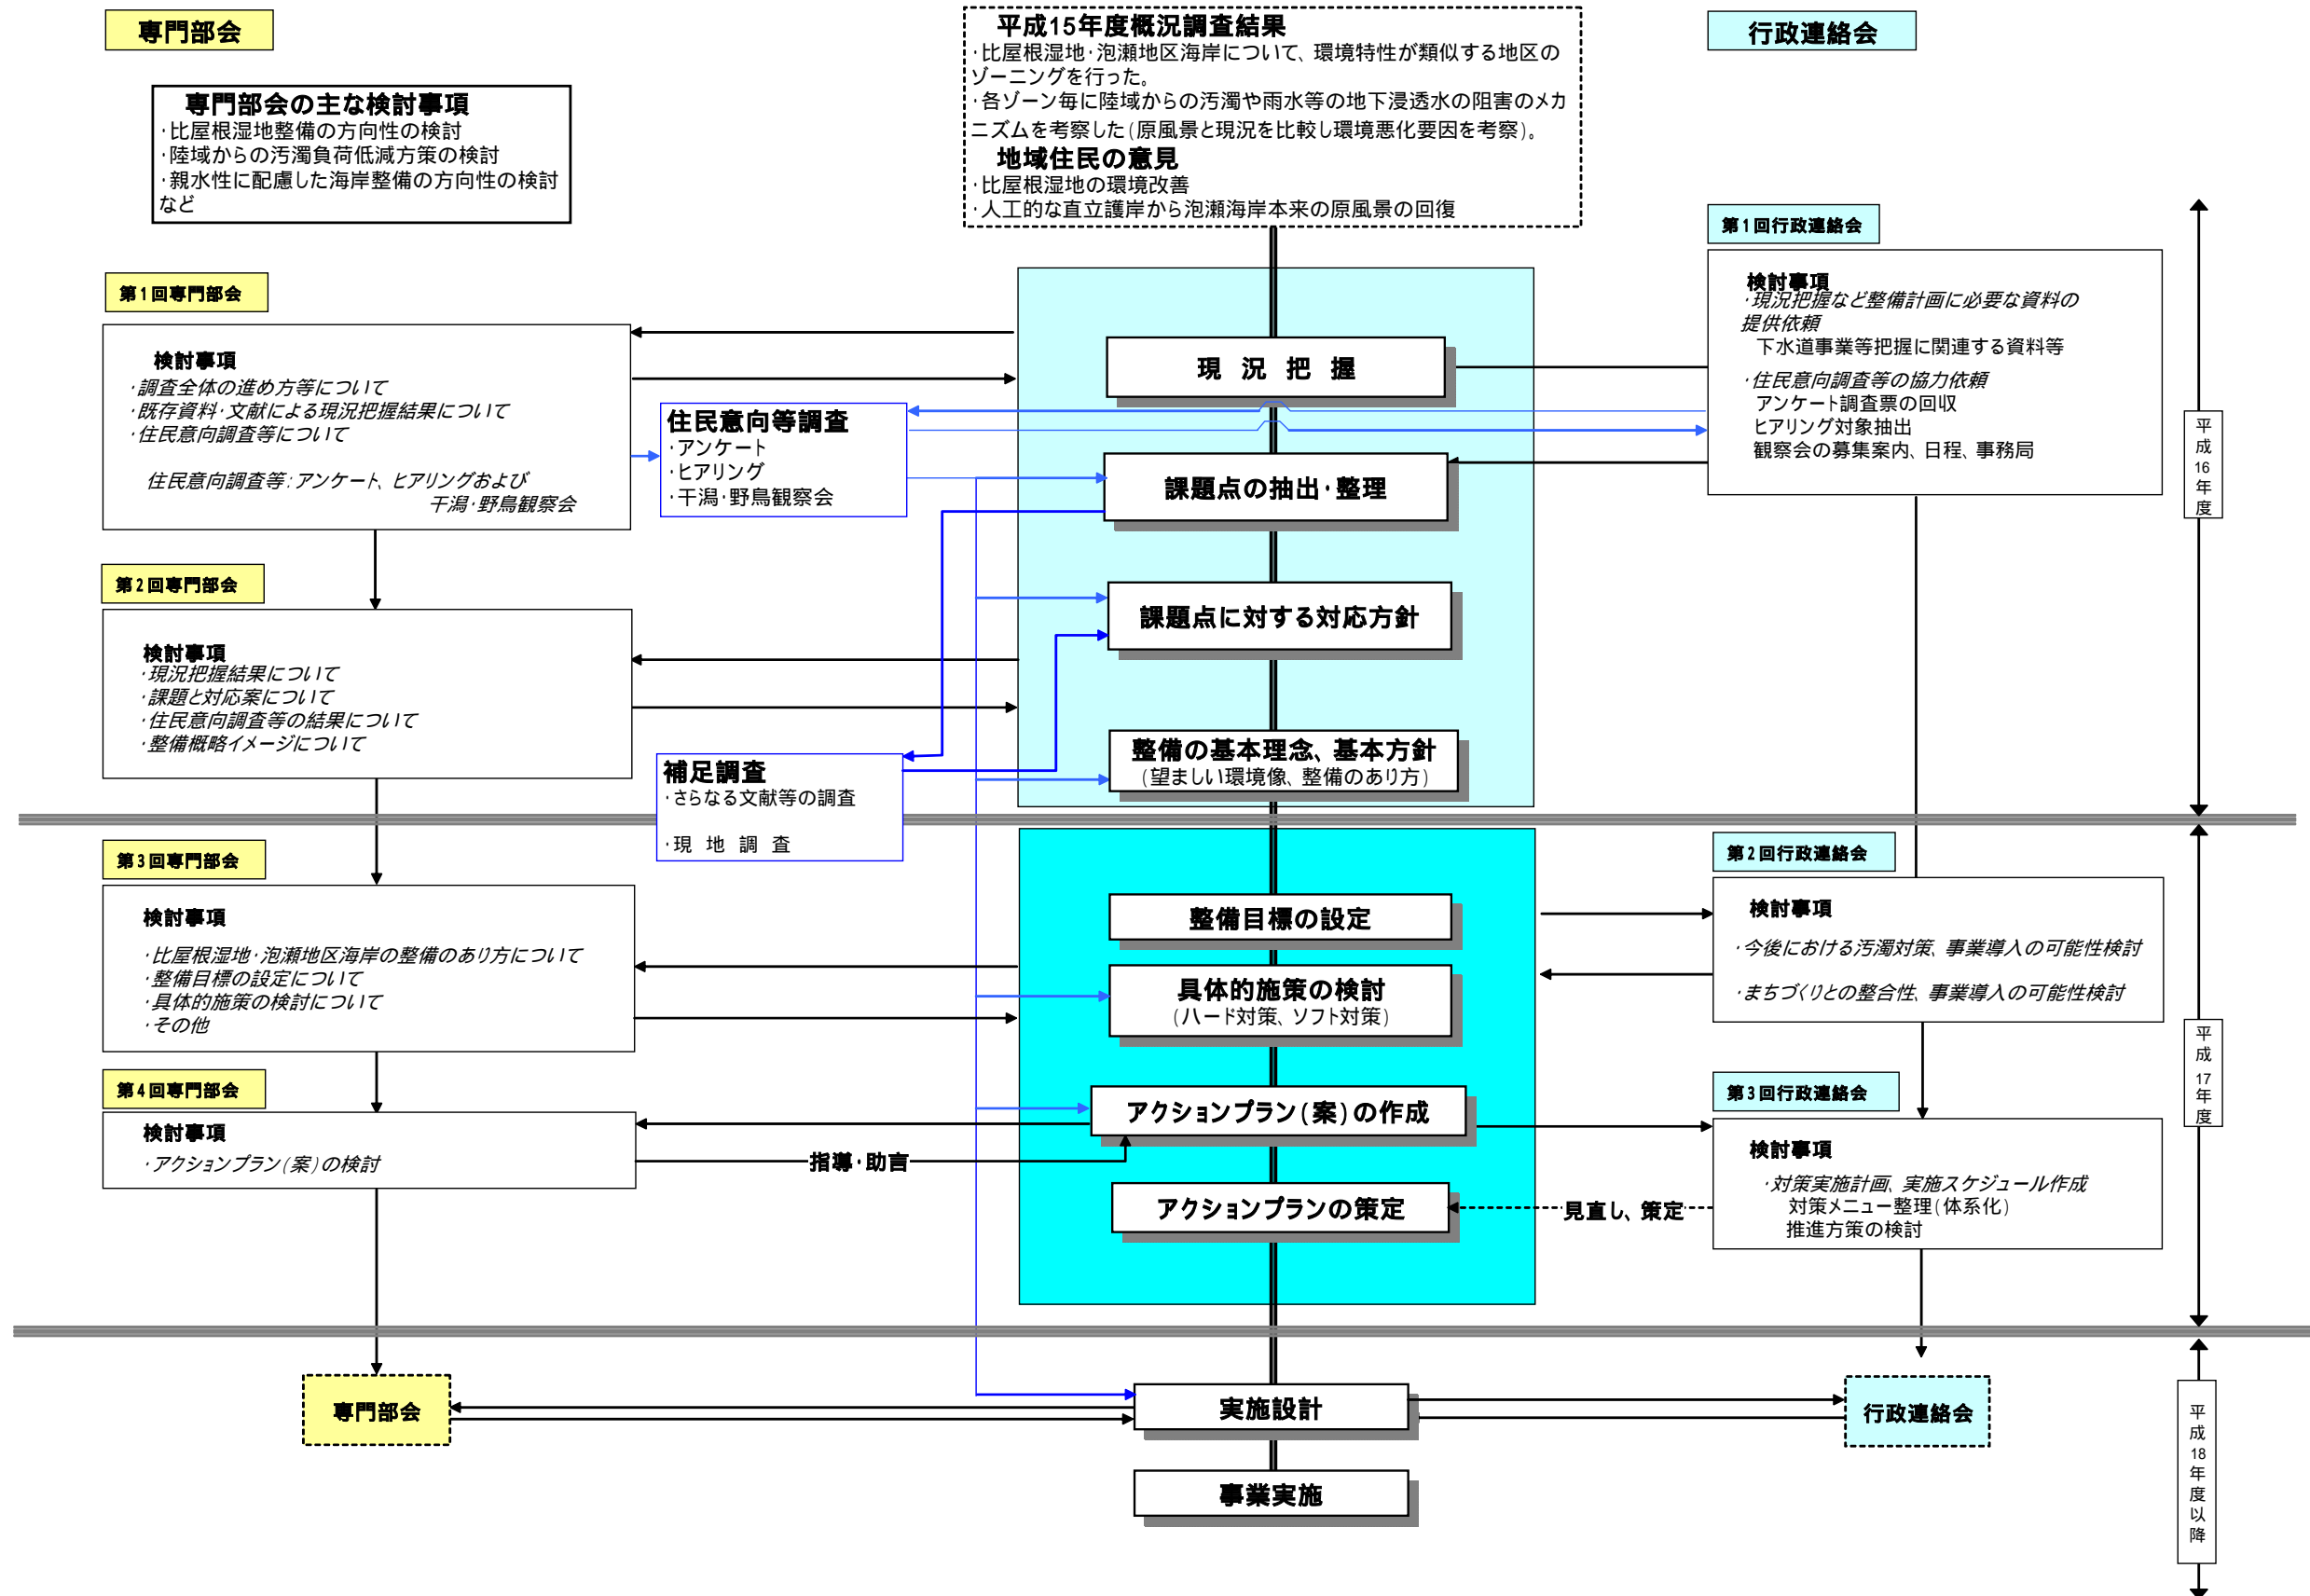 専門部会
専門部会の主な検討事項
・比屋根湿地整備の方向性の検討
・陸域からの汚濁負荷低減方策の検討
・親水性に配慮した海岸整備の方向性の検討
など
平成15年度概況調査結果
・比屋根湿地・泡瀬地区海岸について、環境特性が類似する地区の
ゾーニングを行った。
・各ゾーン毎に陸域からの汚濁や雨水等の地下浸透水の阻害のメカ
ニズムを考察した(原風景と現況を比較し環境悪化要因を考察)。
地域住民の意見
・比屋根湿地の環境改善
・人工的な直立護岸から泡瀬海岸本来の原風景の回復
行政連絡会
第1回専門部会
検討事項
・調査全体の進め方等について
・既存資料・文献による現況把握結果について
・住民意向調査等について
住民意向調査等:アンケート、ヒアリングおよび
干潟・野鳥観察会
住民意向等調査
・アンケート
・ヒアリング
・干潟・野鳥観察会
現況把握
課題点の抽出・整理
課題点に対する対応方針
整備の基本理念、基本方針
(望ましい環境像、整備のあり方)
第1回行政連絡会
検討事項
・現況把握など整備計画に必要な資料の
提供依頼
下水道事業等把握に関連する資料等
・住民意向調査等の協力依頼
アンケート調査票の回収
ヒアリング対象抽出
観察会の募集案内、日程、事務局
平成16年度
第2回専門部会
検討事項
・現況把握結果について
・課題と対応案について
・住民意向調査等の結果について
・整備概略イメージについて
補足調査
・さらなる文献等の調査
・現地調査
第3回専門部会
検討事項
・比屋根湿地・泡瀬地区海岸の整備のあり方について
・整備目標の設定について
・具体的施策の検討について
・その他
整備目標の設定
具体的施策の検討
(ハード対策、ソフト対策)
アクションプラン(案)の作成
アクションプランの策定
第2回行政連絡会
検討事項
・今後における汚濁対策、事業導入の可能性検討
・まちづくりとの整合性、事業導入の可能性検討
平成17年度
第4回専門部会
検討事項
・アクションプラン(案)の検討
指導・助言
第3回行政連絡会
検討事項
・対策実施計画、実施スケジュール作成
対策メニュー整理(体系化)
推進方策の検討
見直し、策定
専門部会
実施設計
行政連絡会
事業実施
平成18年度以降